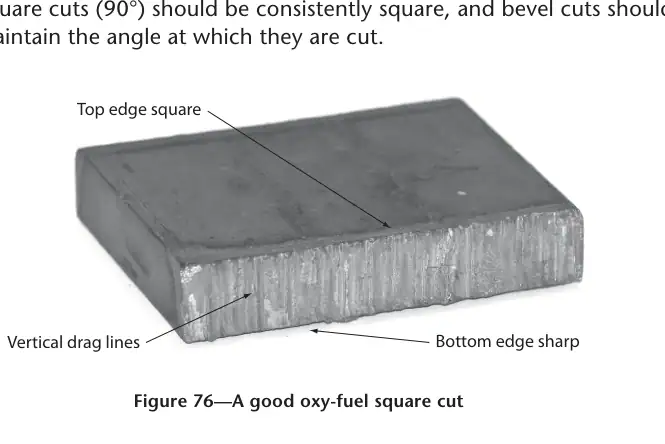 uare cuts (90°) should be consistently square, and bevel cuts should
aintain the angle at which they are cut.
Top edge square
Vertical drag lines
Bottom edge sharp
Figure 76—A good oxy-fuel square cut